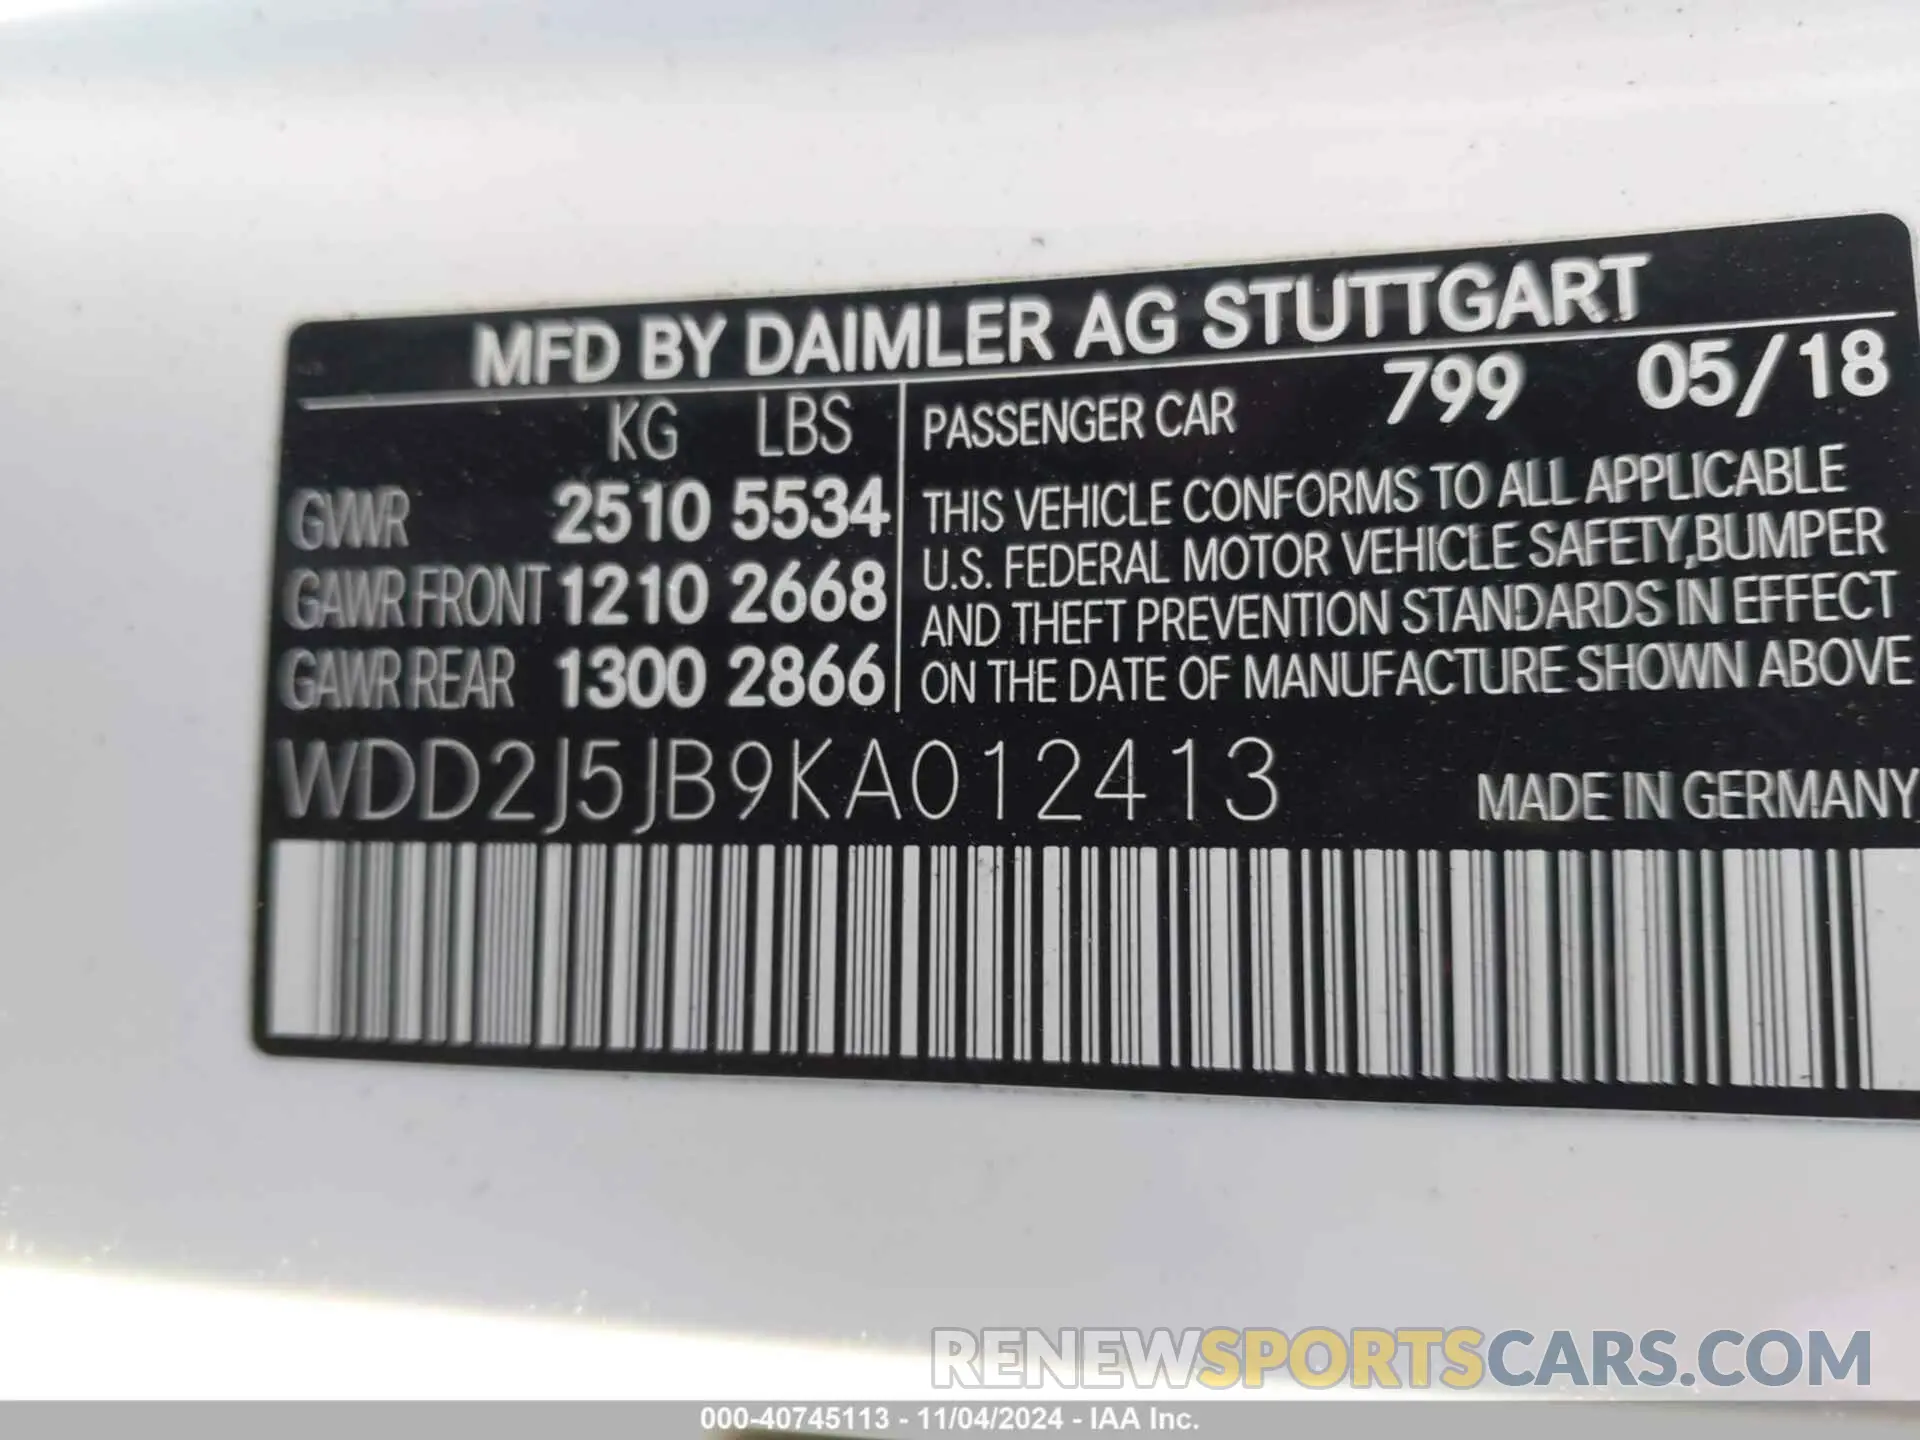 MFD BY DAIMLER AG STUTTGART
KG LBS
GVWR 2510 5534
GAWR FRONT 1210 2668
GAWR REAR 1300 2866
PASSENGER CAR 799 05/18
THIS VEHICLE CONFORMS TO ALL APPLICABLE
U.S. FEDERAL MOTOR VEHICLE SAFETY,BUMPER
AND THEFT PREVENTION STANDARDS IN EFFECT
ON THE DATE OF MANUFACTURE SHOWN ABOVE
WDD2J5JB9KA012413
MADE IN GERMANY
RENEWSPORTSCARS.COM
000-40745113 - 11/04/2024 - IAA Inc.